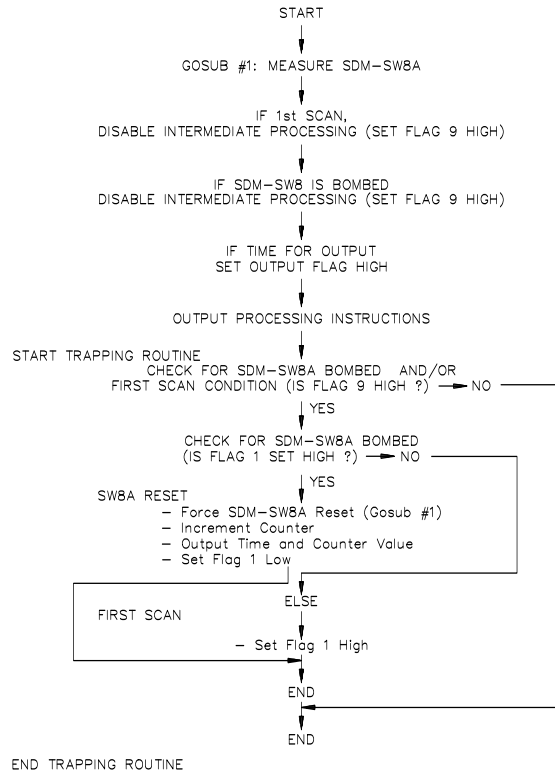 START
GOSUB #1: MEASURE SDM-SW8A
IF 1st SCAN,
DISABLE INTERMEDIATE PROCESSING (SET FLAG 9 HIGH)
IF SDM-SW8 IS BOMBED
DISABLE INTERMEDIATE PROCESSING (SET FLAG 9 HIGH)
IF TIME FOR OUTPUT
SET OUTPUT FLAG HIGH
OUTPUT PROCESSING INSTRUCTIONS
START TRAPPING ROUTINE
CHECK FOR SDM-SW8A BOMBED AND/OR
FIRST SCAN CONDITION (IS FLAG 9 HIGH ?) NO
YES
CHECK FOR SDM-SW8A BOMBED
(IS FLAG 1 SET HIGH ?) NO
YES
SW8A RESET
- Force SDM-SW8A Reset (Gosub #1)
- Increment Counter
- Output Time and Counter Value
- Set Flag 1 Low
ELSE
FIRST SCAN
- Set Flag 1 High
END
END
END TRAPPING ROUTINE